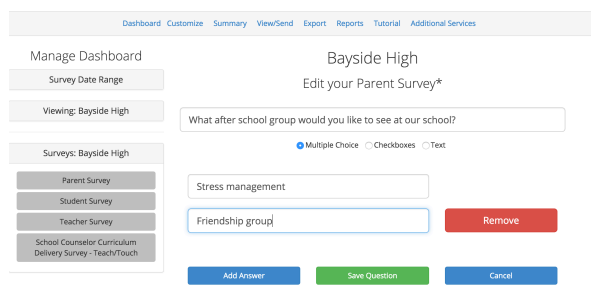 Dashboard Customize Summary View/Send Export Reports Tutorial Additional Services
Manage Dashboard
Survey Date Range
Viewing: Bayside High
Surveys: Bayside High
Parent Survey
Student Survey
Teacher Survey
School Counselor Curriculum
Delivery Survey - Teach/Touch
Bayside High
Edit your Parent Survey*
What after school group would you like to see at our school?
Multiple Choice Checkboxes Text
Stress management
Friendship group
Remove
Add Answer Save Question Cancel